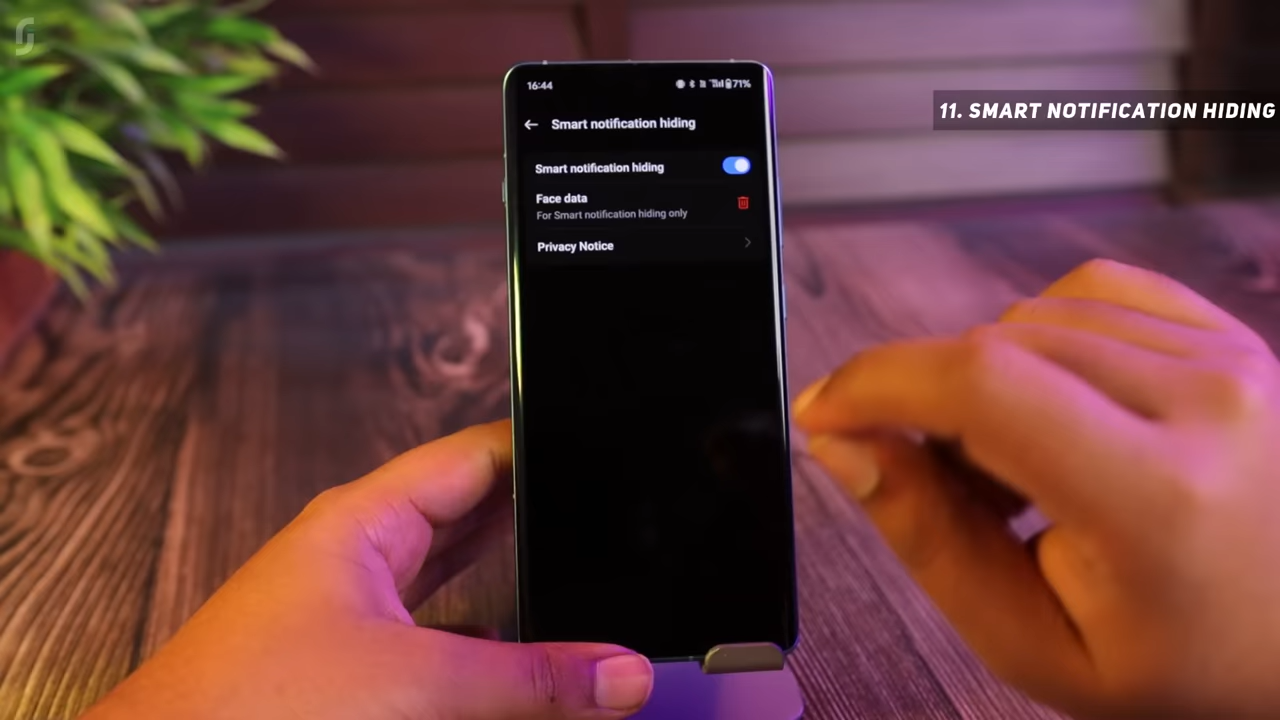 16:44
71%
11. SMART NOTIFICATION HIDING
Smart notification hiding
Smart notification hiding
Face data
For Smart notification hiding only
Privacy Notice